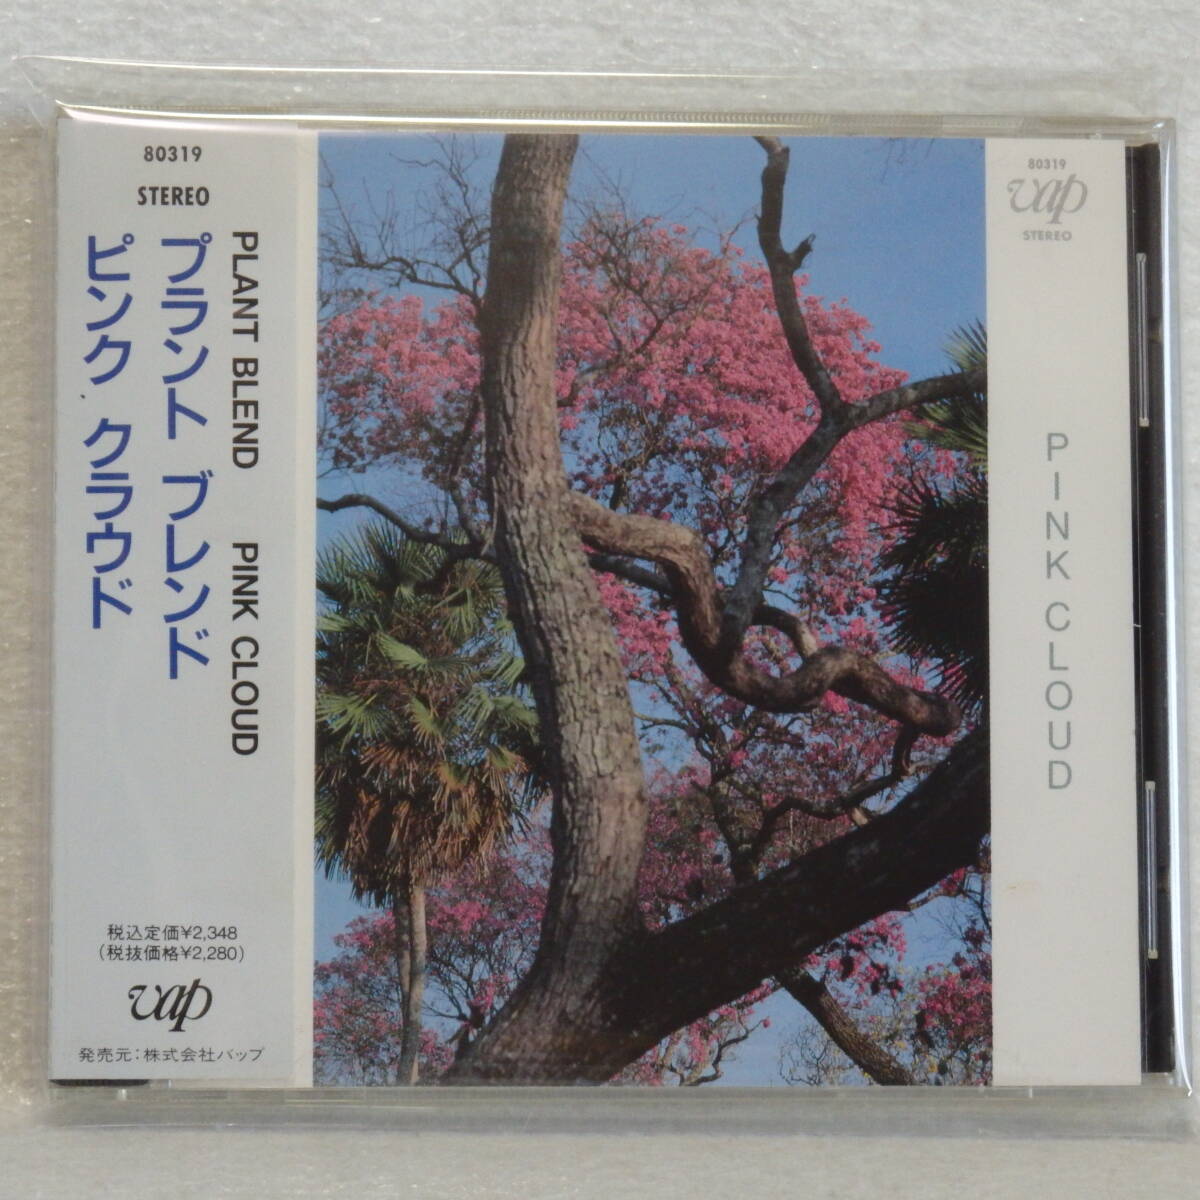 80319
STEREO
PLANT BLEND PINK CLOUD
プラント ブレンド
ピンク クラウド
税込定価¥2,348
(税抜価格¥2,280)
vap
発売元:株式会社バップ
80319
vap
STEREO
PINK CLOUD